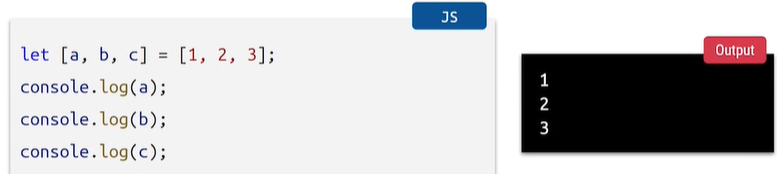 JS
let [a, b, c] = [1, 2, 3];
console.log(a);
console.log(b);
console.log(c);
Output
1
2
3